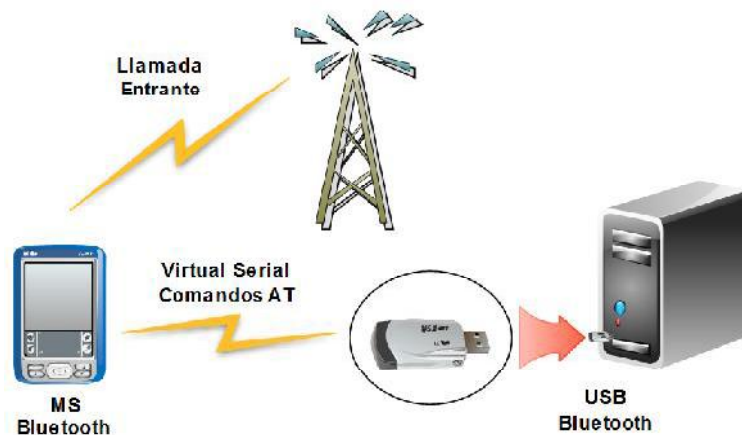 Llamada
Entrante
Virtual Serial
Comandos AT
MS
Bluetooth
USB
Bluetooth